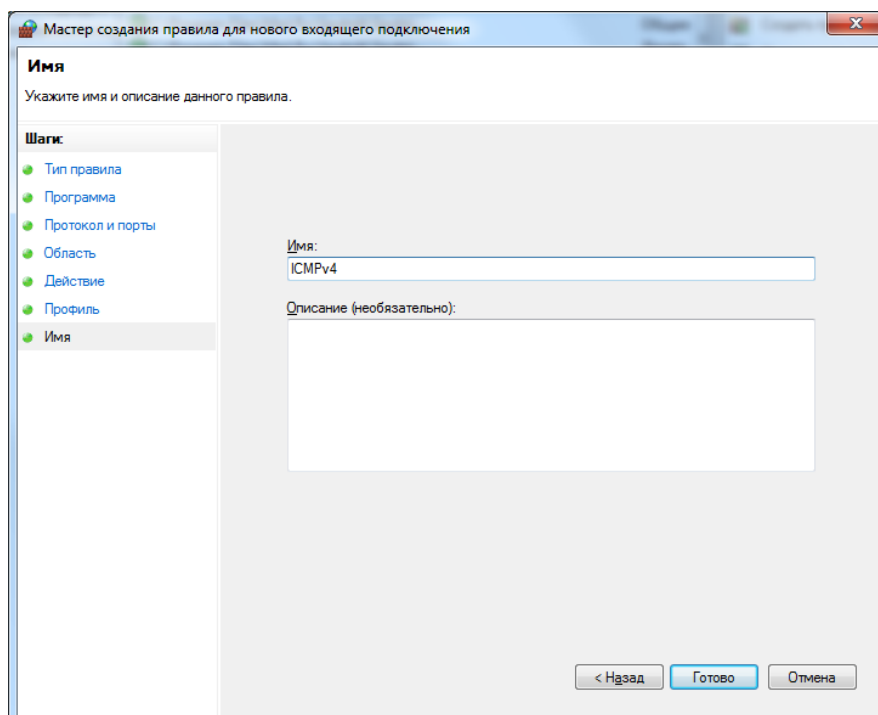 Мастер создания правила для нового входящего подключения
Имя
Укажите имя и описание данного правила.
Шаги:
Тип правила
Программа
Протокол и порты
Область
Действие
Профиль
Имя
Имя:
ICMPv4
Описание (необязательно):
< Назад
Готово
Отмена